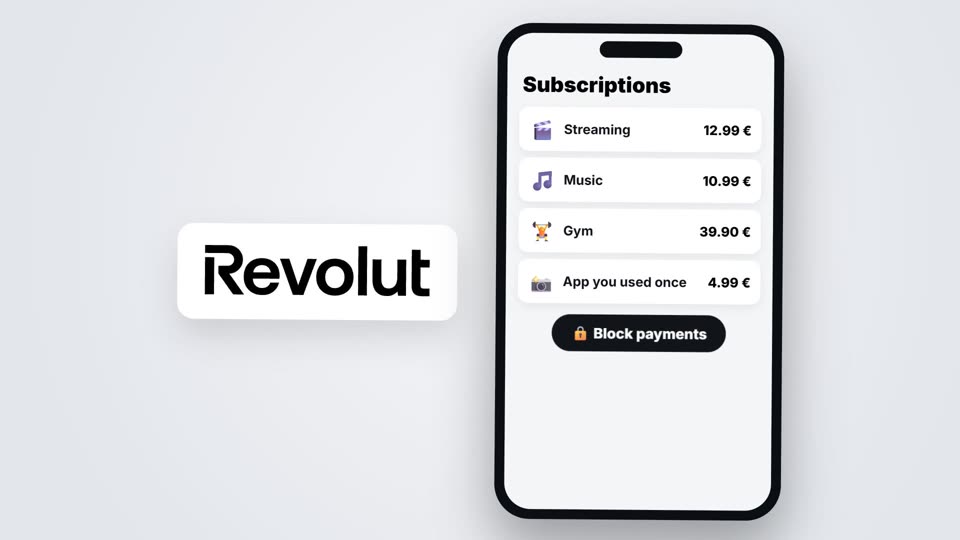 Revolut
Subscriptions
Streaming 12.99 €
Music 10.99 €
Gym 39.90 €
App you used once 4.99 €
Block payments